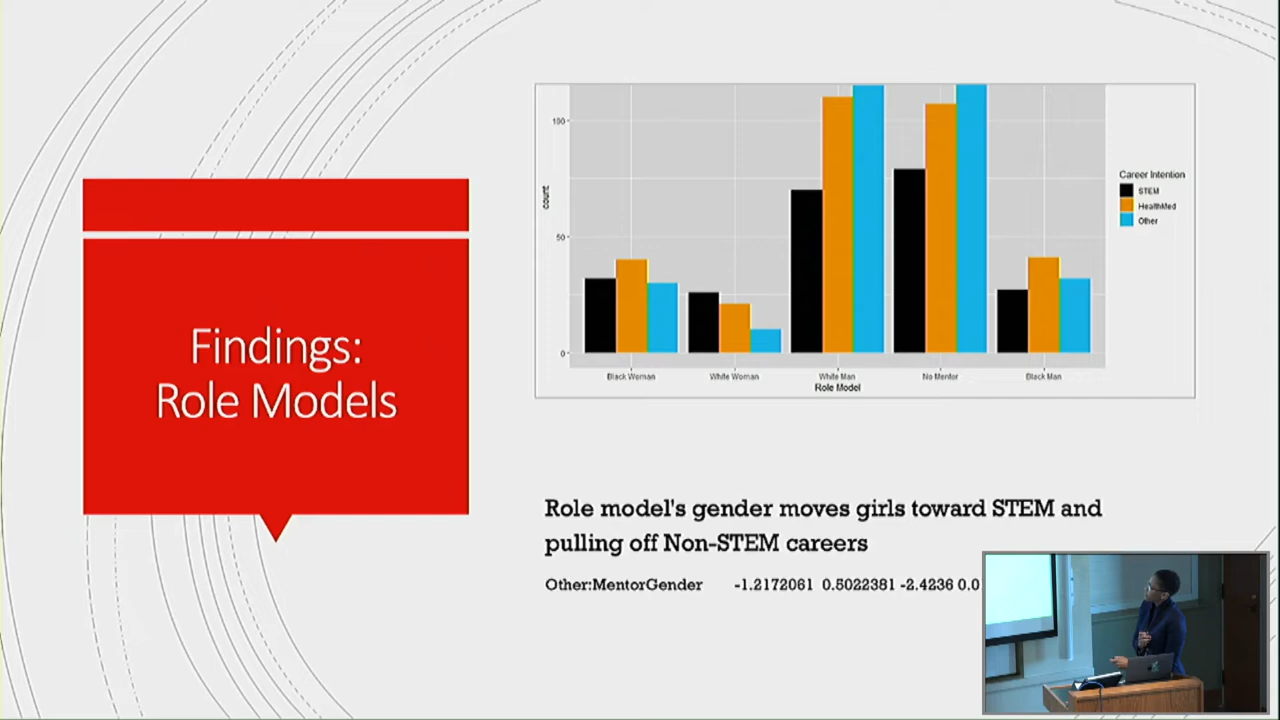 Findings:
Role Models
100
50
0
count
Black Woman
White Woman
White Man
No Mentor
Black Man
Role Model
Career Intention
STEM
HealthMed
Other
Role model's gender moves girls toward STEM and
pulling off Non-STEM careers
Other:MentorGender -1.2172061 0.5022381 -2.4236 0.0